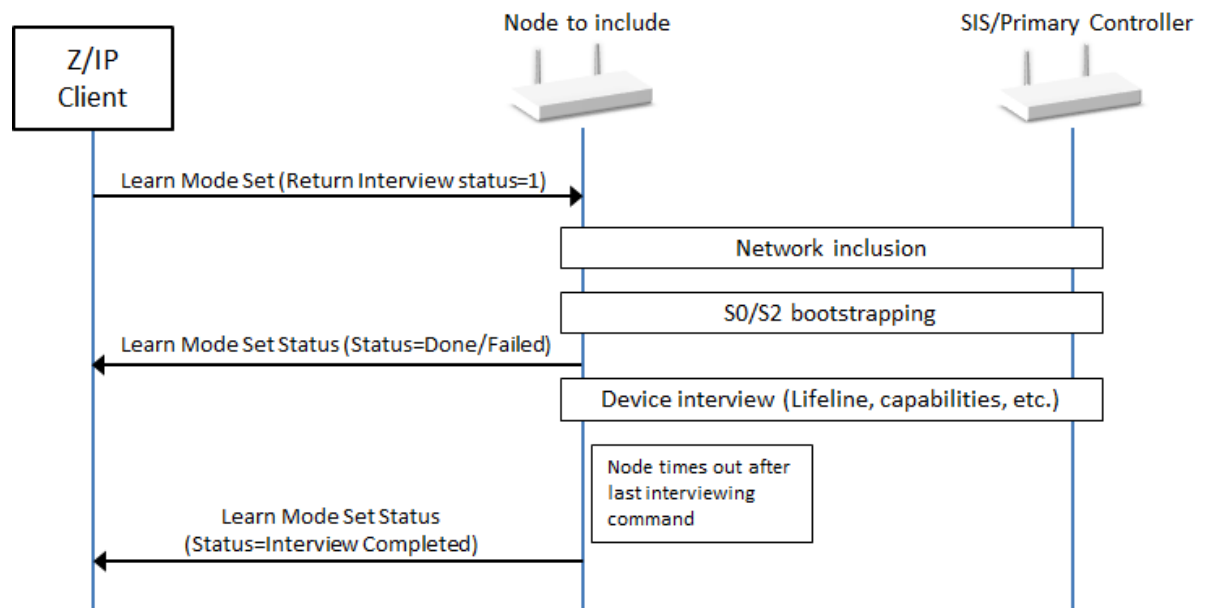 Node to include
SIS/Primary Controller
Z/IP
Client
Learn Mode Set (Return Interview status=1)
Network inclusion
S0/S2 bootstrapping
Learn Mode Set Status (Status=Done/Failed)
Device interview (Lifeline, capabilities, etc.)
Node times out after
last interviewing
command
Learn Mode Set Status
(Status=Interview Completed)